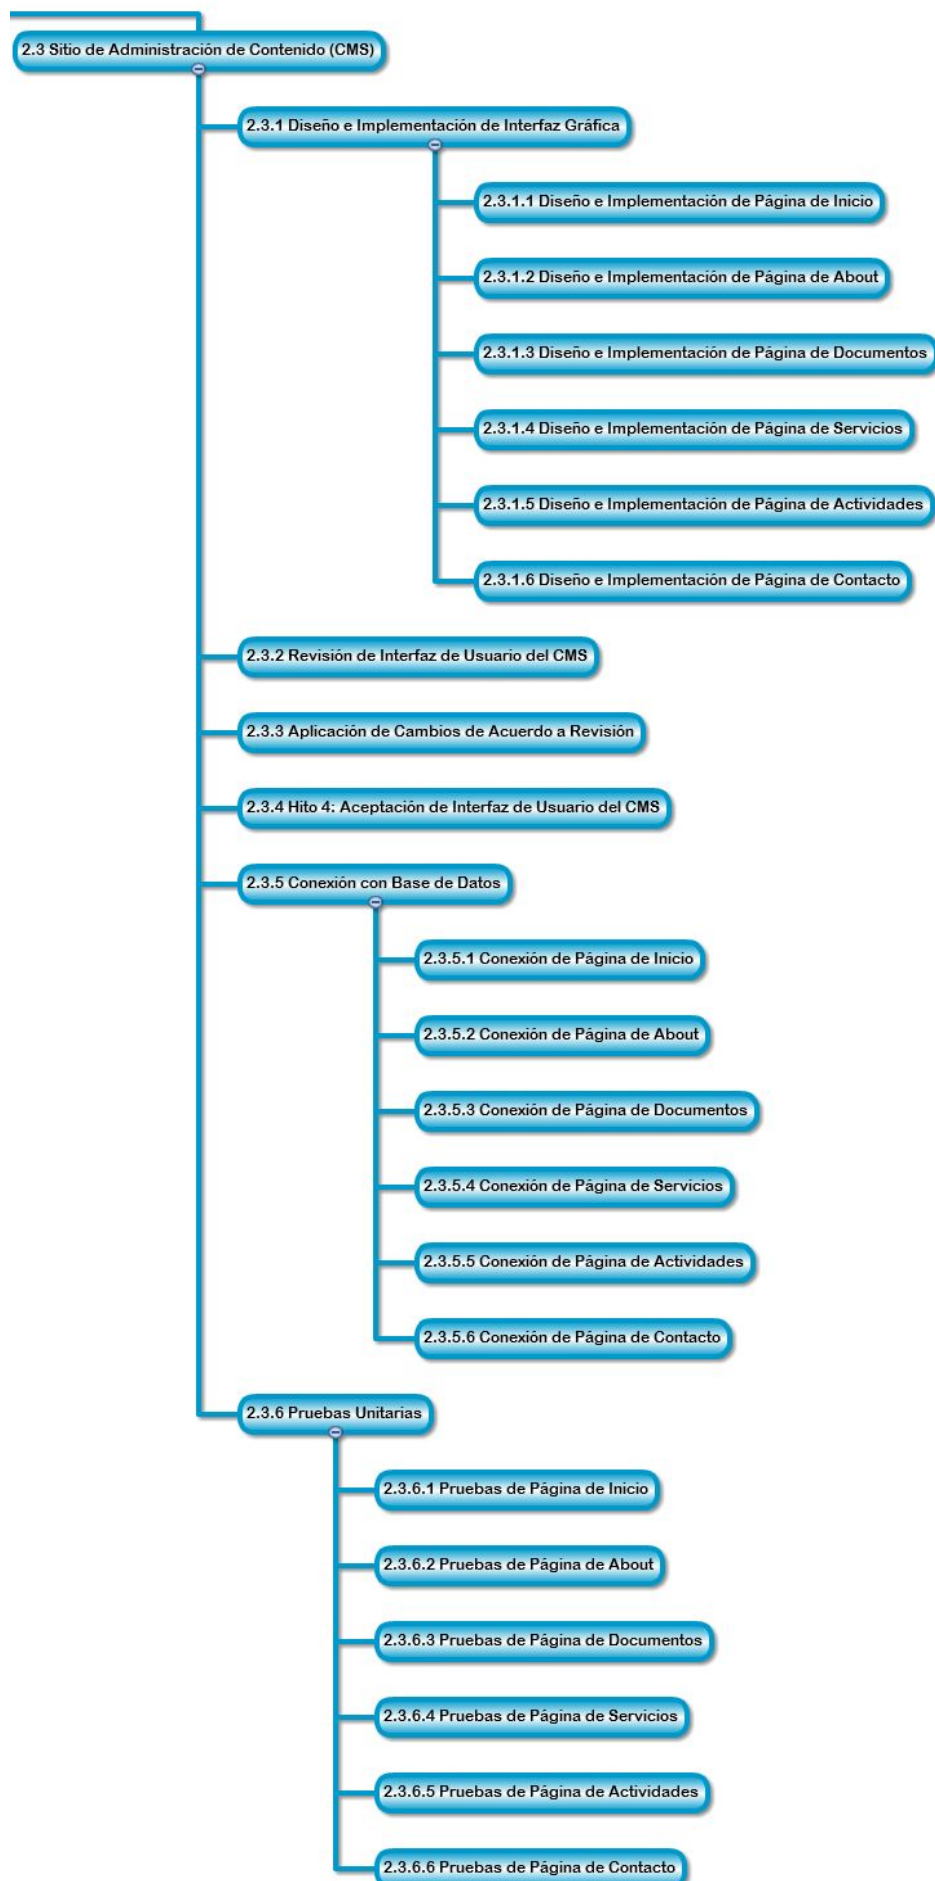 2.3 Sitio de Administración de Contenido (CMS)
2.3.1 Diseño e Implementación de Interfaz Gráfica
2.3.1.1 Diseño e Implementación de Página de Inicio
2.3.1.2 Diseño e Implementación de Página de About
2.3.1.3 Diseño e Implementación de Página de Documentos
2.3.1.4 Diseño e Implementación de Página de Servicios
2.3.1.5 Diseño e Implementación de Página de Actividades
2.3.1.6 Diseño e Implementación de Página de Contacto
2.3.2 Revisión de Interfaz de Usuario del CMS
2.3.3 Aplicación de Cambios de Acuerdo a Revisión
2.3.4 Hito 4: Aceptación de Interfaz de Usuario del CMS
2.3.5 Conexión con Base de Datos
2.3.5.1 Conexión de Página de Inicio
2.3.5.2 Conexión de Página de About
2.3.5.3 Conexión de Página de Documentos
2.3.5.4 Conexión de Página de Servicios
2.3.5.5 Conexión de Página de Actividades
2.3.5.6 Conexión de Página de Contacto
2.3.6 Pruebas Unitarias
2.3.6.1 Pruebas de Página de Inicio
2.3.6.2 Pruebas de Página de About
2.3.6.3 Pruebas de Página de Documentos
2.3.6.4 Pruebas de Página de Servicios
2.3.6.5 Pruebas de Página de Actividades
2.3.6.6 Pruebas de Página de Contacto